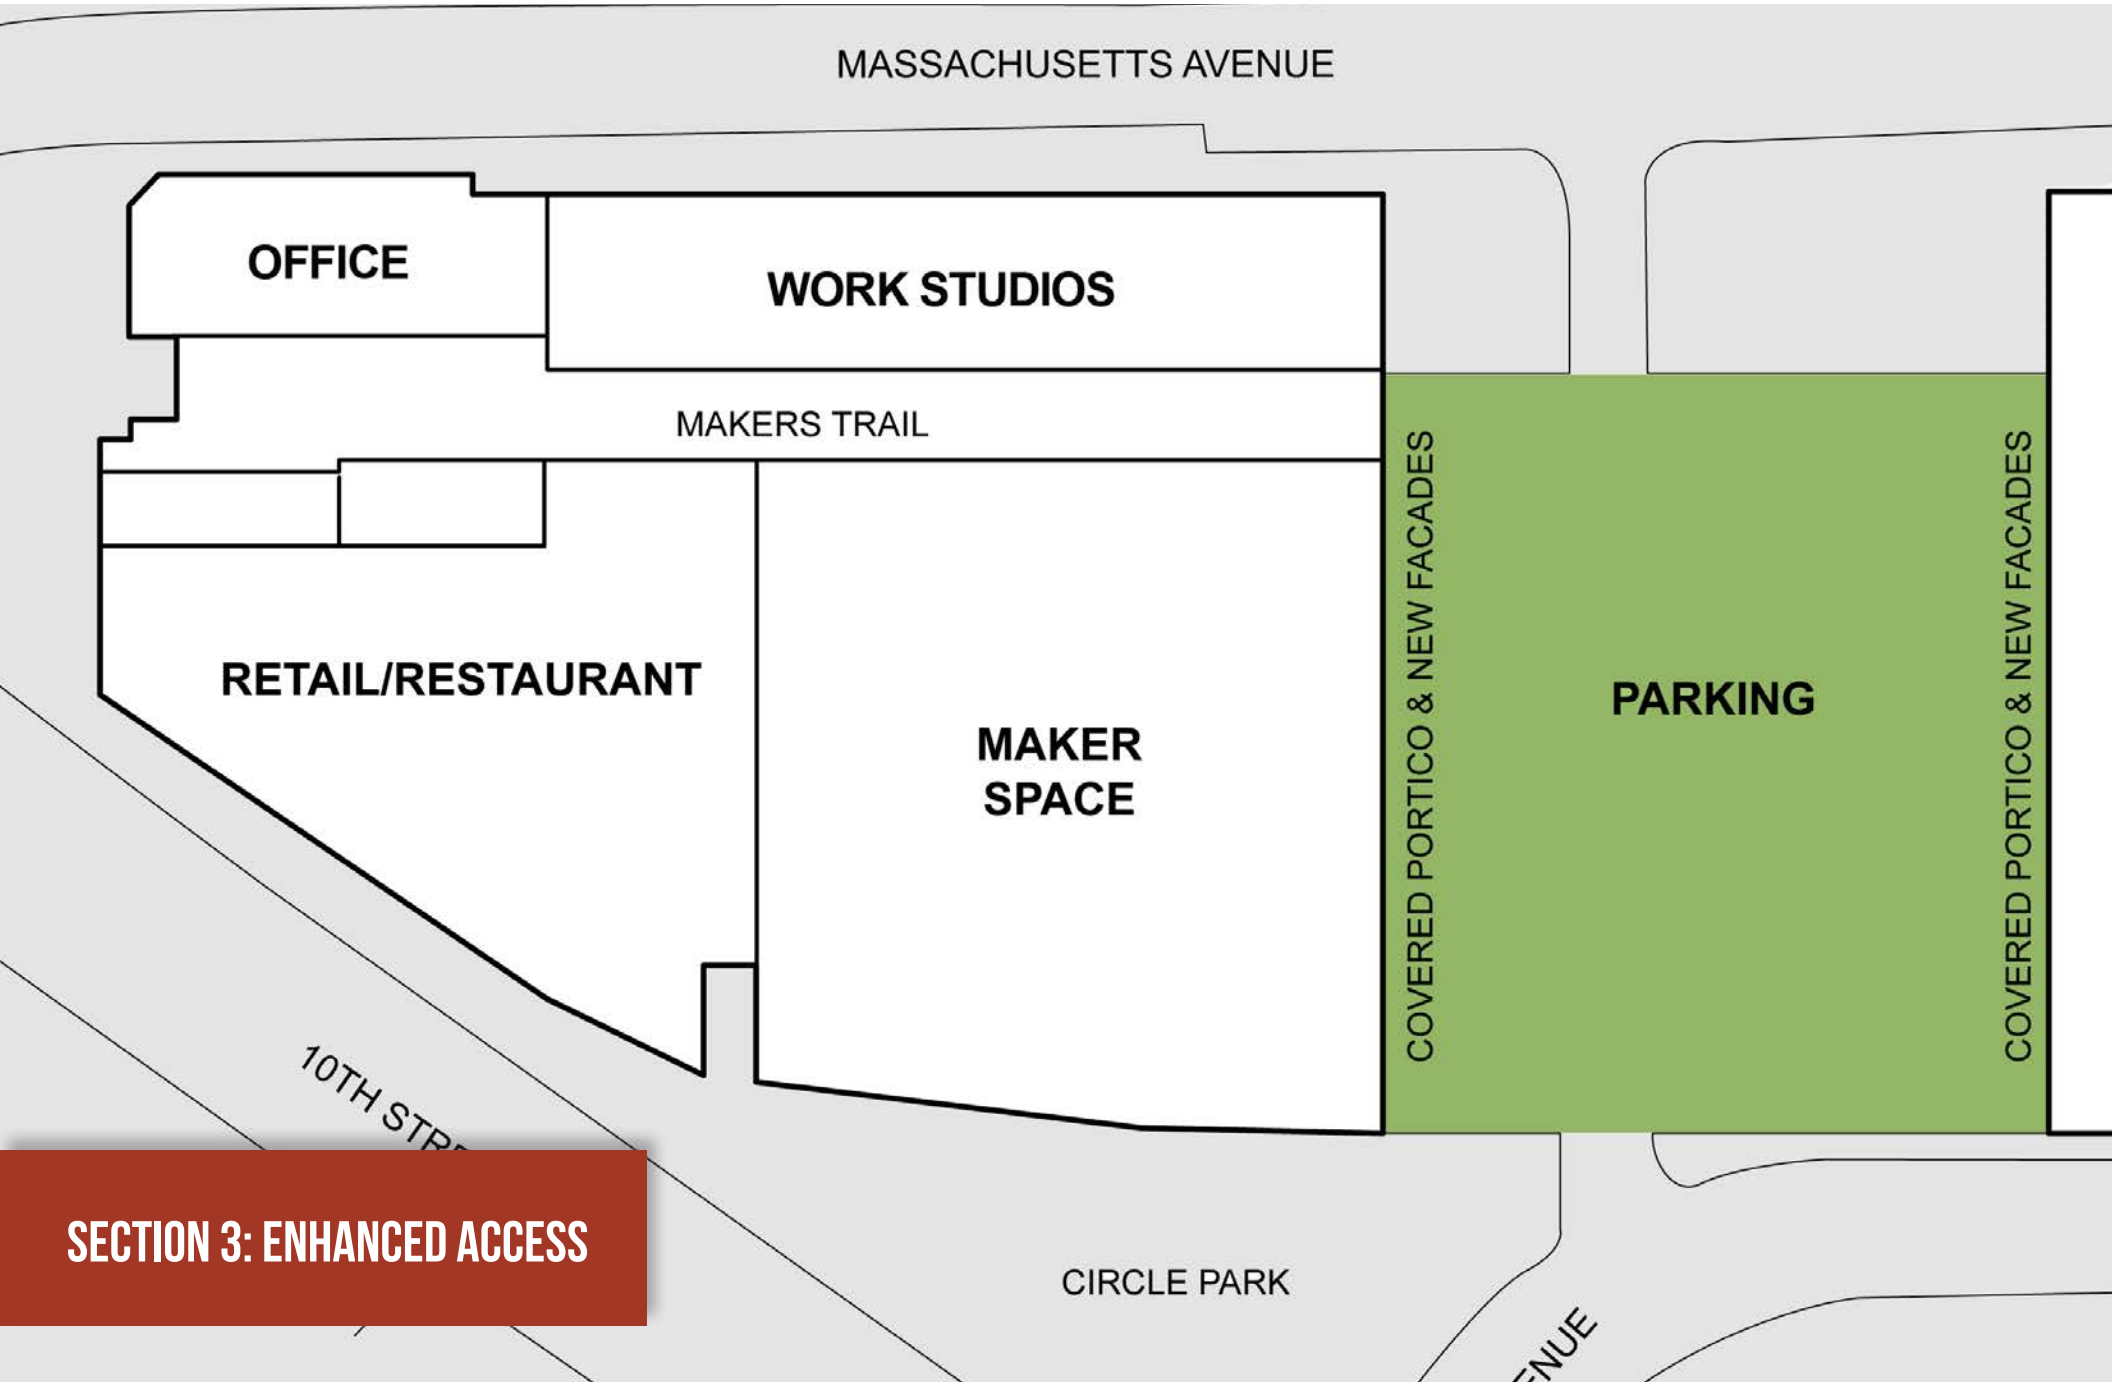 MASSACHUSETTS AVENUE
OFFICE
WORK STUDIOS
MAKERS TRAIL
RETAIL/RESTAURANT
MAKER
SPACE
COVERED PORTICO & NEW FACADES
PARKING
COVERED PORTICO & NEW FACADES
10TH
SECTION 3: ENHANCED ACCESS
CIRCLE PARK